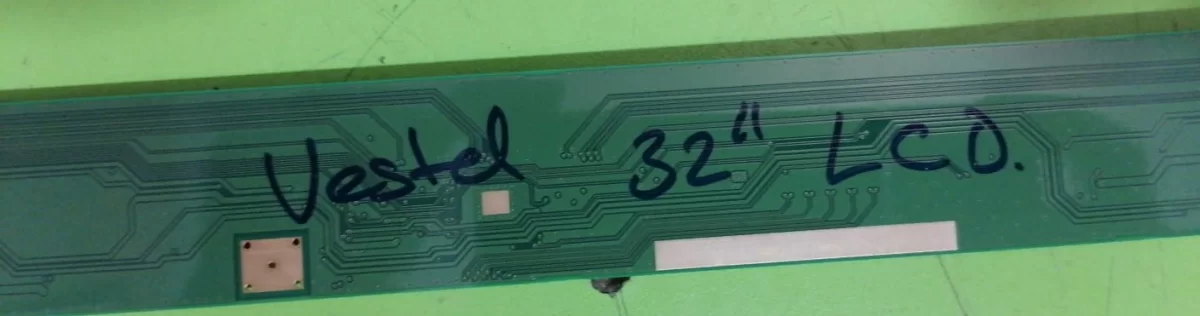 Vestel 32" LCD.